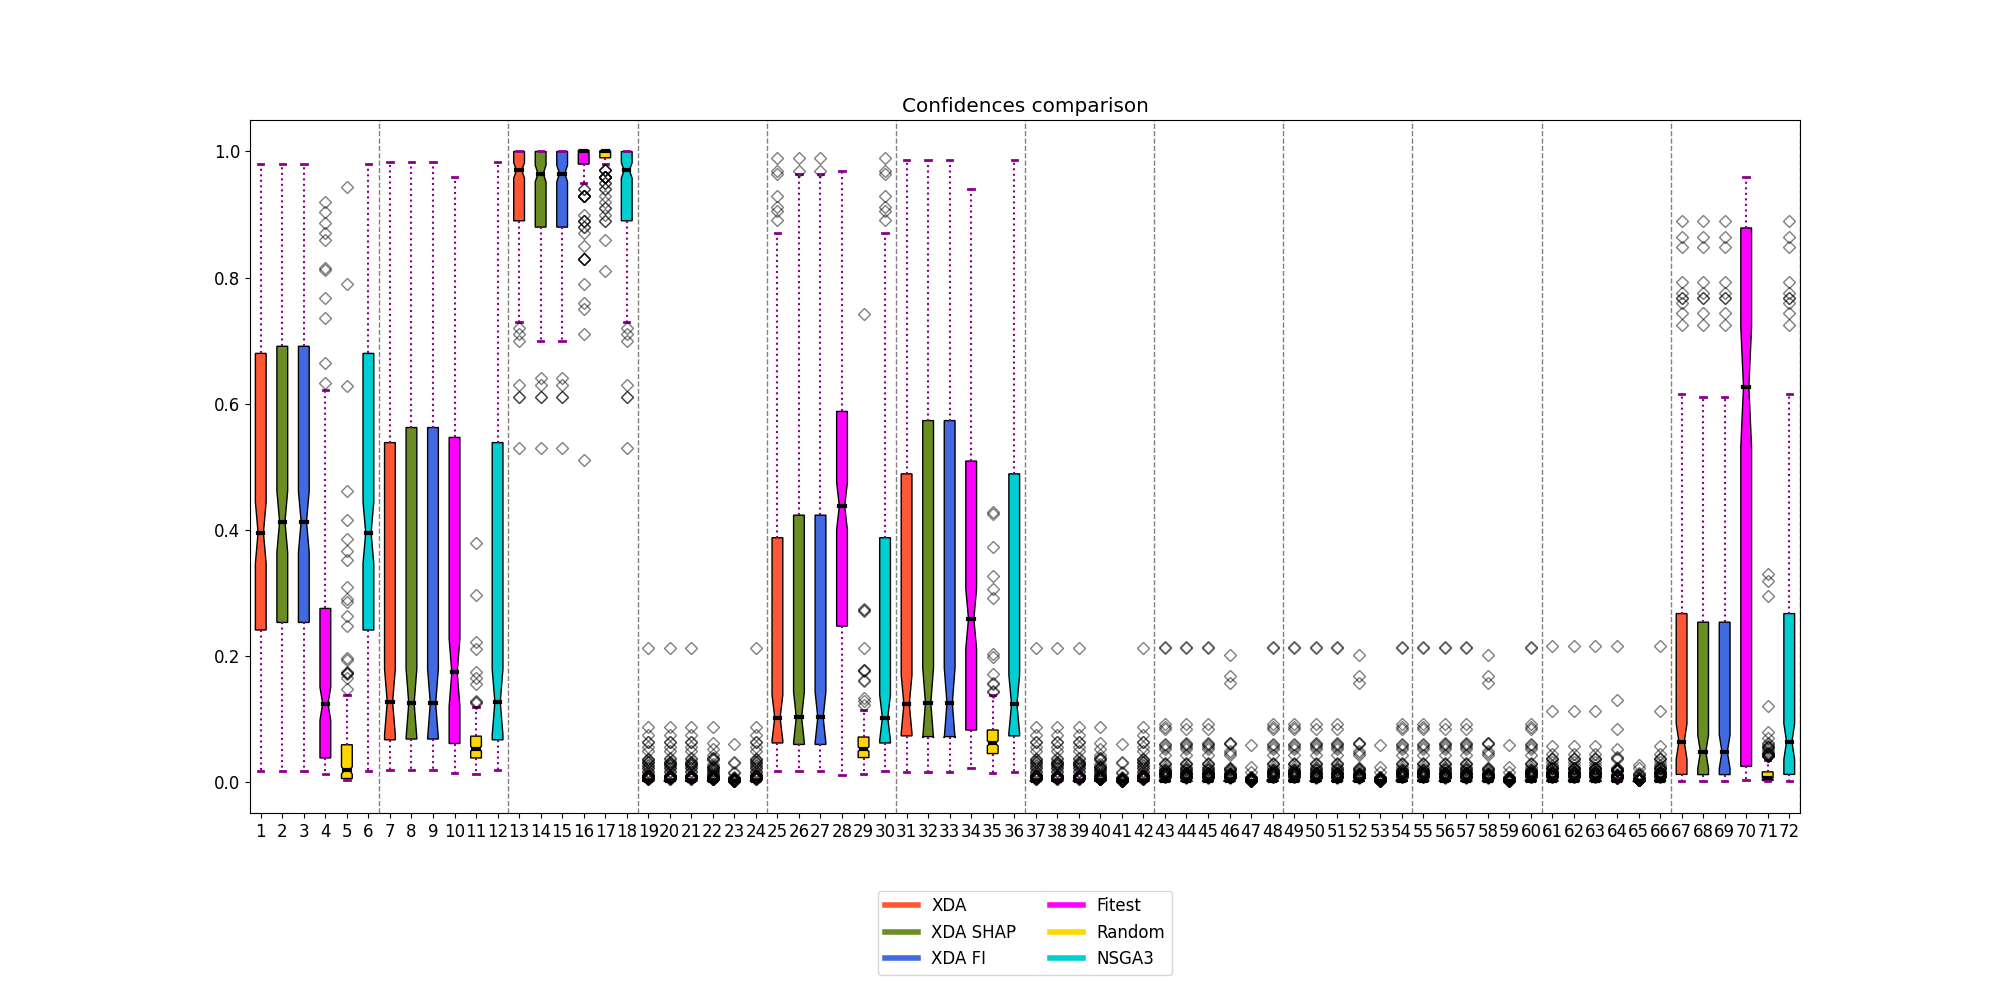 Confidences comparison
1.0
0.8
0.6
0.4
0.2
0.0
1 2 3 4 5 6 7 8 9 10 11 12 13 14 15 16 17 18 19 20 21 22 23 24 25 26 27 28 29 30 31 32 33 34 35 36 37 38 39 40 41 42 43 44 45 46 47 48 49 50 51 52 53 54 55 56 57 58 59 60 61 62 63 64 65 66 67 68 69 70 71 72
XDA
XDA SHAP
XDA FI
Fitest
Random
NSGA3